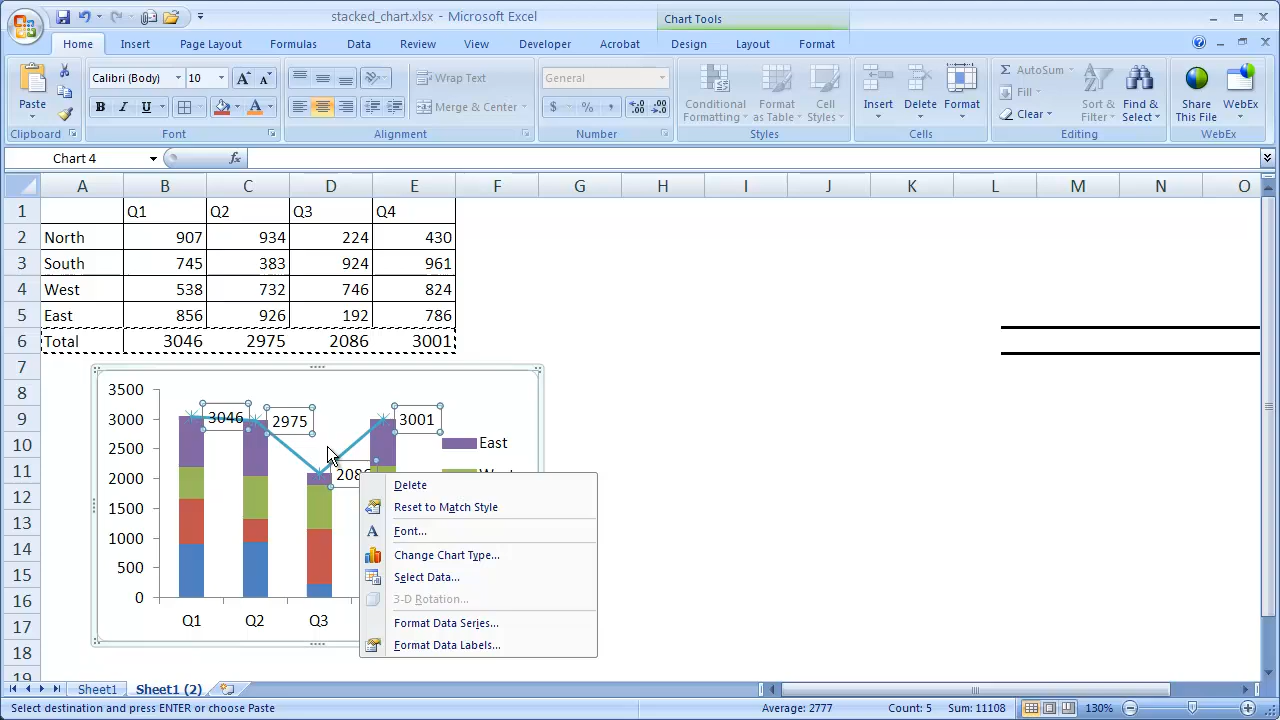 stacked_chart.xlsx - Microsoft Excel
Chart Tools
Home Insert Page Layout Formulas Data Review View Developer Acrobat Design Layout Format
Paste
Calibri (Body) 10
B I U
A A
A
Wrap Text
Merge & Center
General
$ % ,
Conditional Formatting
Format as Table
Cell Styles
Insert
Delete
Format
AutoSum
Fill
Clear
Sort & Filter
Find & Select
Share This File
WebEx
Clipboard Font Alignment Number Styles Cells Editing WebEx
Chart 4 fx
A B C D E F G H I J K L M N O
1 Q1 Q2 Q3 Q4
2 North 907 934 224 430
3 South 745 383 924 961
4 West 538 732 746 824
5 East 856 926 192 786
6 Total 3046 2975 2086 3001
7
8
9
10
11
12
13
14
15
16
17
18
19
3500
3000
2500
2000
1500
1000
500
0
3046
2975
3001
East
Q1 Q2 Q3
Delete
Reset to Match Style
Font...
Change Chart Type...
Select Data...
3-D Rotation...
Format Data Series...
Format Data Labels...
Sheet1 Sheet1 (2)
Select destination and press ENTER or choose Paste Average: 2777 Count: 5 Sum: 11108 130%